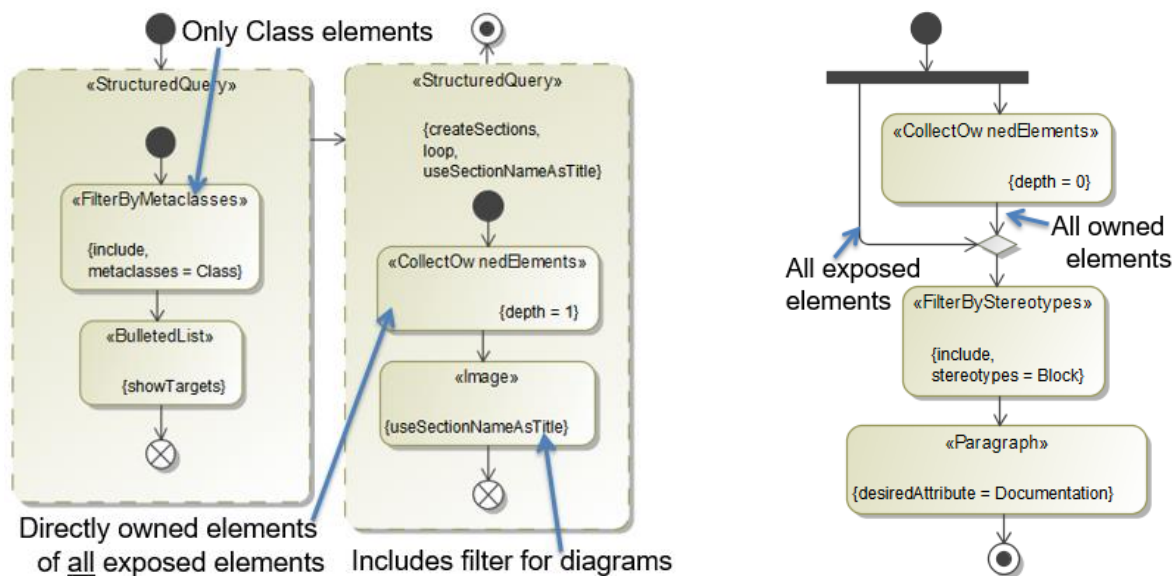 Only Class elements
«StructuredQuery»
«FilterByMetaclasses»
{include,
metaclasses = Class}
«BulletedList»
{showTargets}
«StructuredQuery»
{createSections,
loop,
useSectionNameAsTitle}
«CollectOwnedElements»
{depth = 1}
«Image»
{useSectionNameAsTitle}
Directly owned elements
of all exposed elements
Includes filter for diagrams
«CollectOwnedElements»
{depth = 0}
All owned
elements
All exposed
elements
«FilterByStereotypes»
{include,
stereotypes = Block}
«Paragraph»
{desiredAttribute = Documentation}